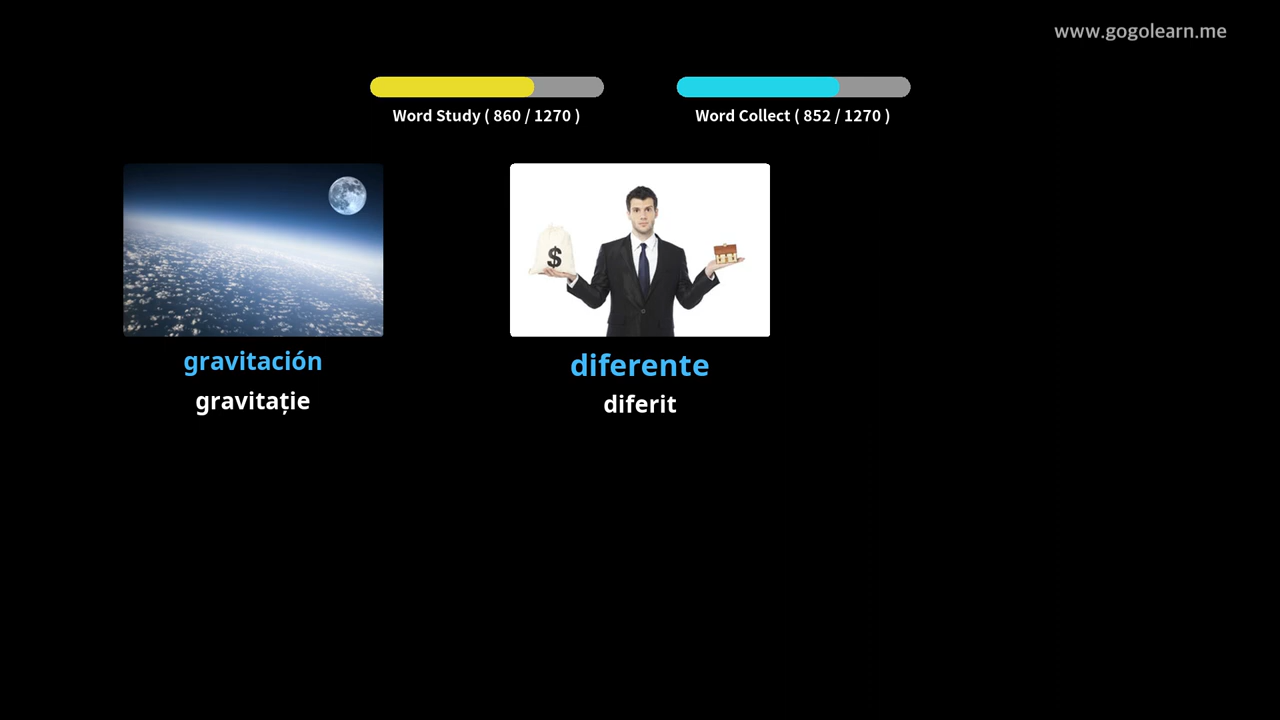 www.gogolearn.me
Word Study ( 860 / 1270 )
Word Collect ( 852 / 1270 )
$
gravitación
gravitație
diferente
diferit